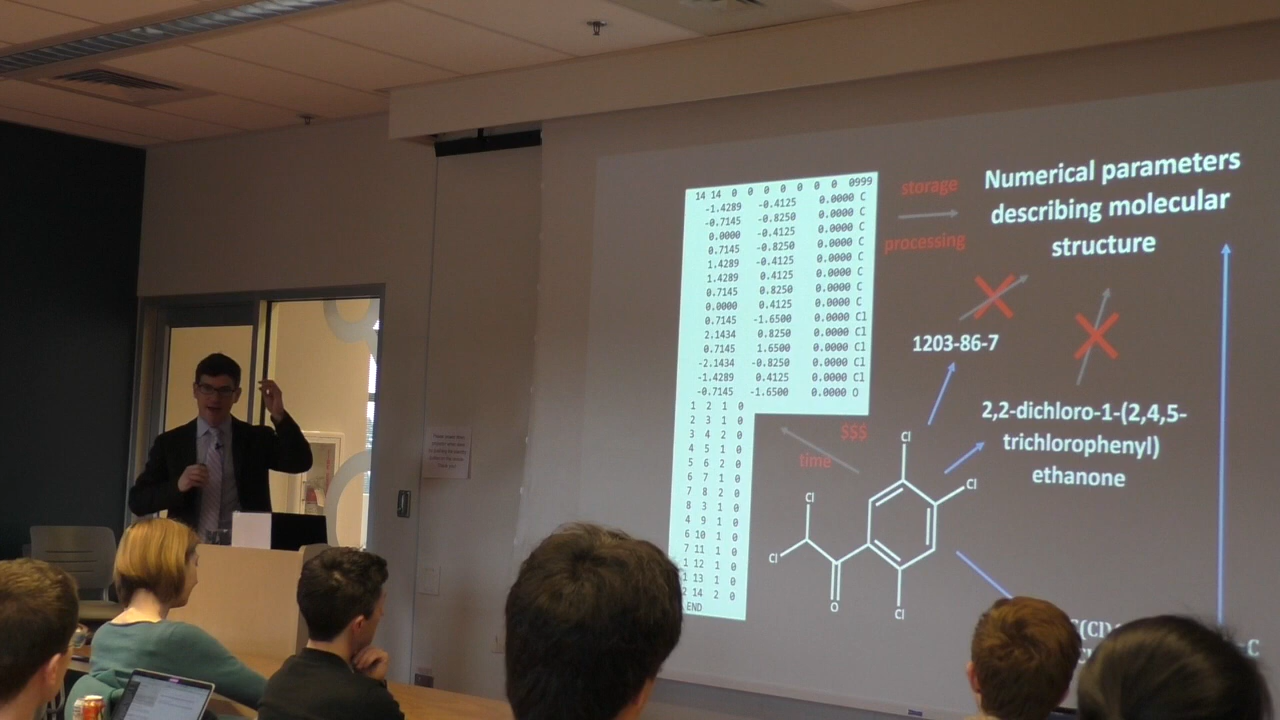 14 14 0 0 0 0 0 0 0 0999
-1.4289 -0.4125 0.0000 C
-0.7145 -0.8250 0.0000 C
0.0000 -0.4125 0.0000 C
0.7145 -0.8250 0.0000 C
1.4289 -0.4125 0.0000 C
1.4289 0.4125 0.0000 C
0.7145 0.8250 0.0000 C
0.0000 0.4125 0.0000 C
0.7145 -1.6500 0.0000 Cl
2.1434 0.8250 0.0000 Cl
0.7145 1.6500 0.0000 Cl
-2.1434 -0.8250 0.0000 Cl
-1.4289 0.4125 0.0000 Cl
-0.7145 -1.6500 0.0000 O
1 2 1 0
2 3 1 0
3 4 2 0
4 5 1 0
5 6 2 0
6 7 1 0
7 8 2 0
8 3 1 0
4 9 1 0
6 10 1 0
7 11 1 0
1 12 1 0
1 13 1 0
2 14 2 0
END
storage
processing
Numerical parameters
describing molecular
structure
1203-86-7
2,2-dichloro-1-(2,4,5-
trichlorophenyl)
ethanone
$$$
time
Cl
Cl
Cl
Cl
O
Cl